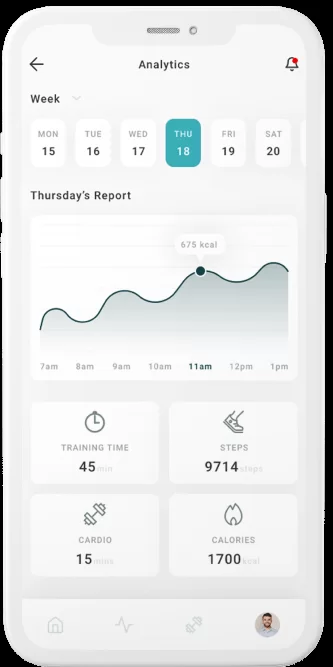 Analytics
Week
MON TUE WED THU FRI SAT
15 16 17 18 19 20
Thursday's Report
675 kcal
7am 8am 9am 10am 11am 12pm 1pm
TRAINING TIME STEPS
45 min 9714 steps
CARDIO CALORIES
15 mins 1700 kcal